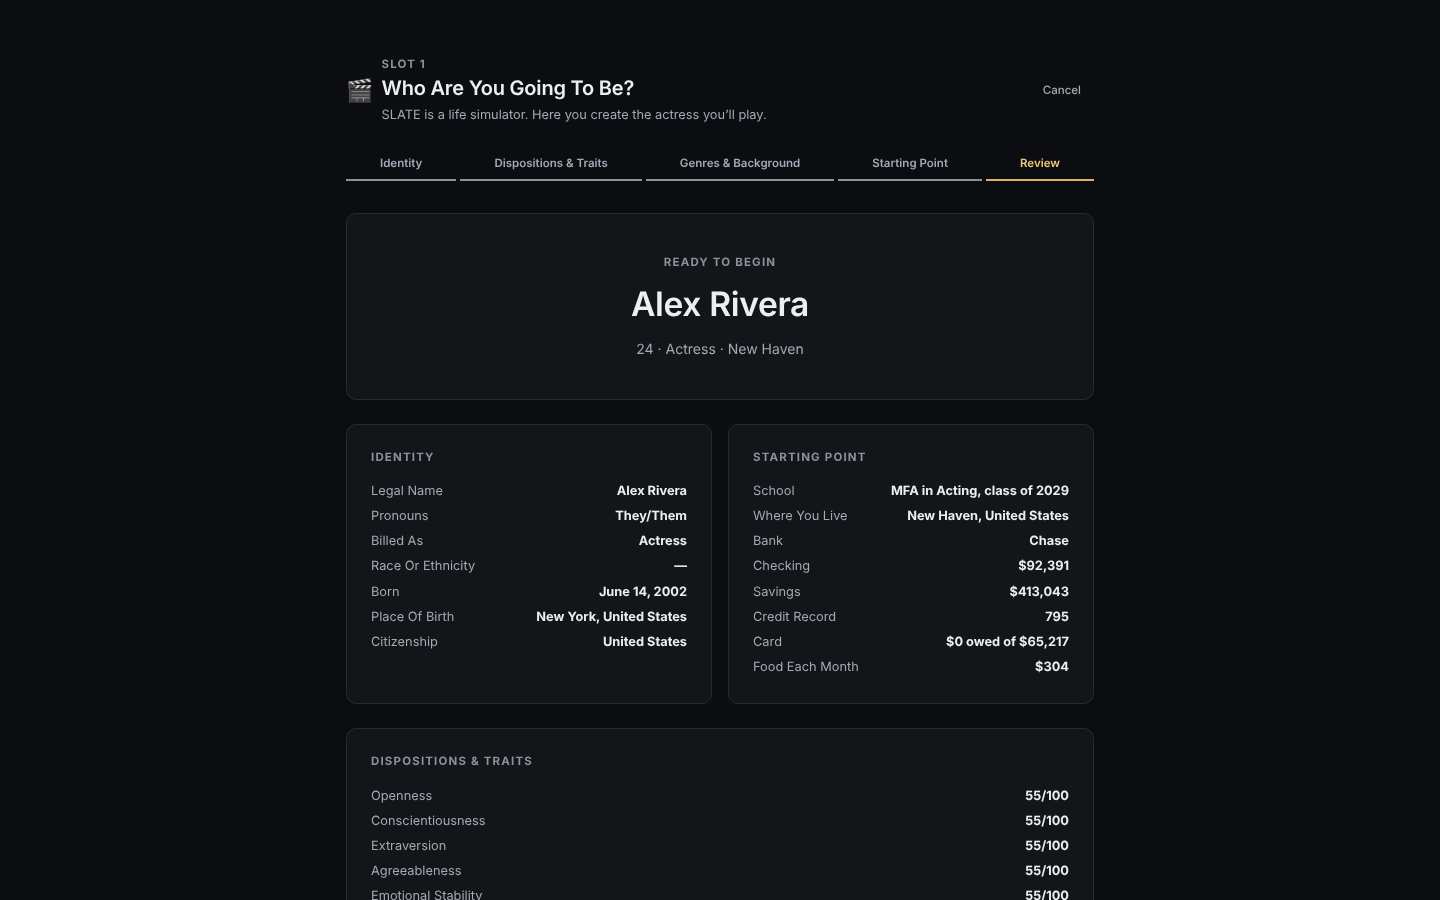 SLOT 1
🎬 Who Are You Going To Be?
SLATE is a life simulator. Here you create the actress you'll play.
Cancel
Identity
Dispositions & Traits
Genres & Background
Starting Point
Review
READY TO BEGIN
Alex Rivera
24 · Actress · New Haven
IDENTITY
Legal Name Alex Rivera
Pronouns They/Them
Billed As Actress
Race Or Ethnicity —
Born June 14, 2002
Place Of Birth New York, United States
Citizenship United States
STARTING POINT
School MFA in Acting, class of 2029
Where You Live New Haven, United States
Bank Chase
Checking $92,391
Savings $413,043
Credit Record 795
Card $0 owed of $65,217
Food Each Month $304
DISPOSITIONS & TRAITS
Openness 55/100
Conscientiousness 55/100
Extraversion 55/100
Agreeableness 55/100
Emotional Stability 55/100